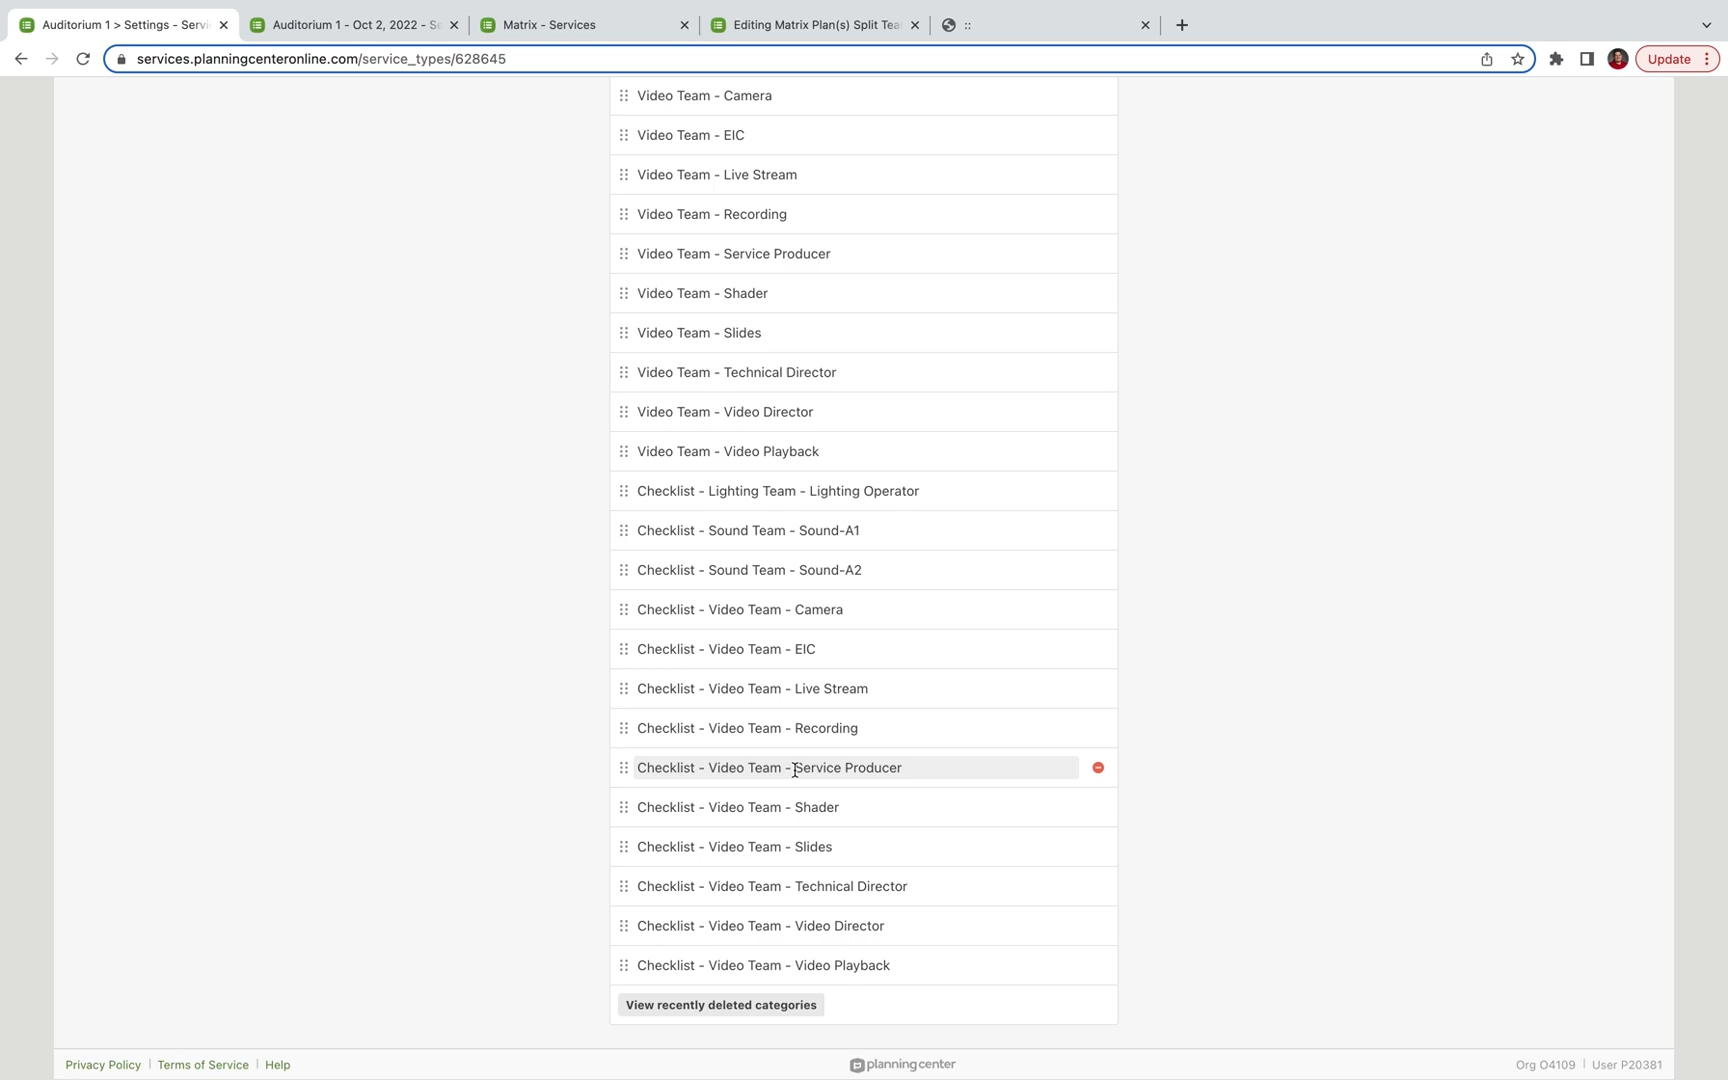 Auditorium 1 > Settings - Servi
Auditorium 1 - Oct 2, 2022 - Se
Matrix - Services
Editing Matrix Plan(s) Split Tea
::
services.planningcenteronline.com/service_types/628645
Update
Video Team - Camera
Video Team - EIC
Video Team - Live Stream
Video Team - Recording
Video Team - Service Producer
Video Team - Shader
Video Team - Slides
Video Team - Technical Director
Video Team - Video Director
Video Team - Video Playback
Checklist - Lighting Team - Lighting Operator
Checklist - Sound Team - Sound-A1
Checklist - Sound Team - Sound-A2
Checklist - Video Team - Camera
Checklist - Video Team - EIC
Checklist - Video Team - Live Stream
Checklist - Video Team - Recording
Checklist - Video Team - Service Producer
Checklist - Video Team - Shader
Checklist - Video Team - Slides
Checklist - Video Team - Technical Director
Checklist - Video Team - Video Director
Checklist - Video Team - Video Playback
View recently deleted categories
Privacy Policy | Terms of Service | Help
planning center
Org O4109 | User P20381